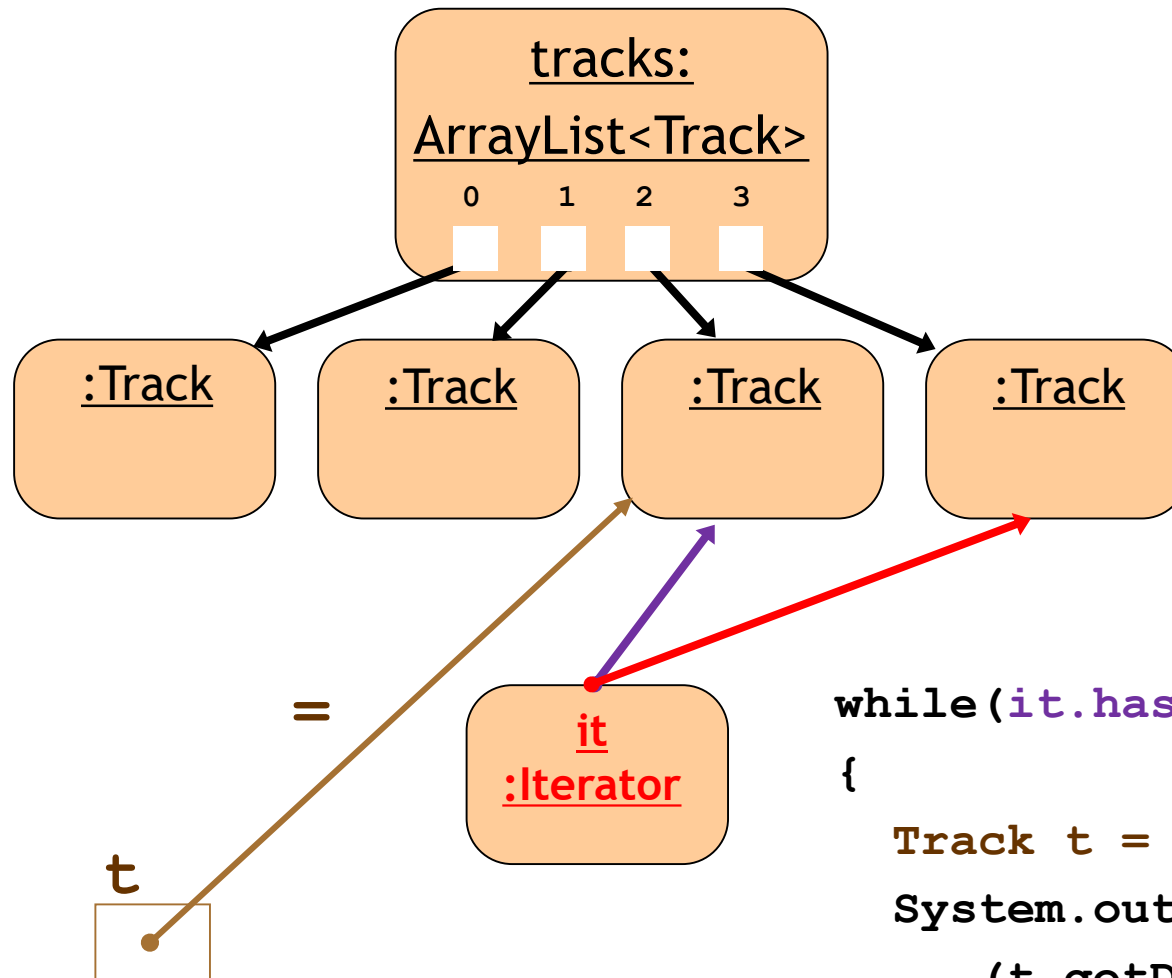 tracks:
ArrayList<Track>
0 1 2 3
:Track :Track :Track :Track
=
it
:Iterator
t
while(it.has
{
Track t =
System.out
(t.getD